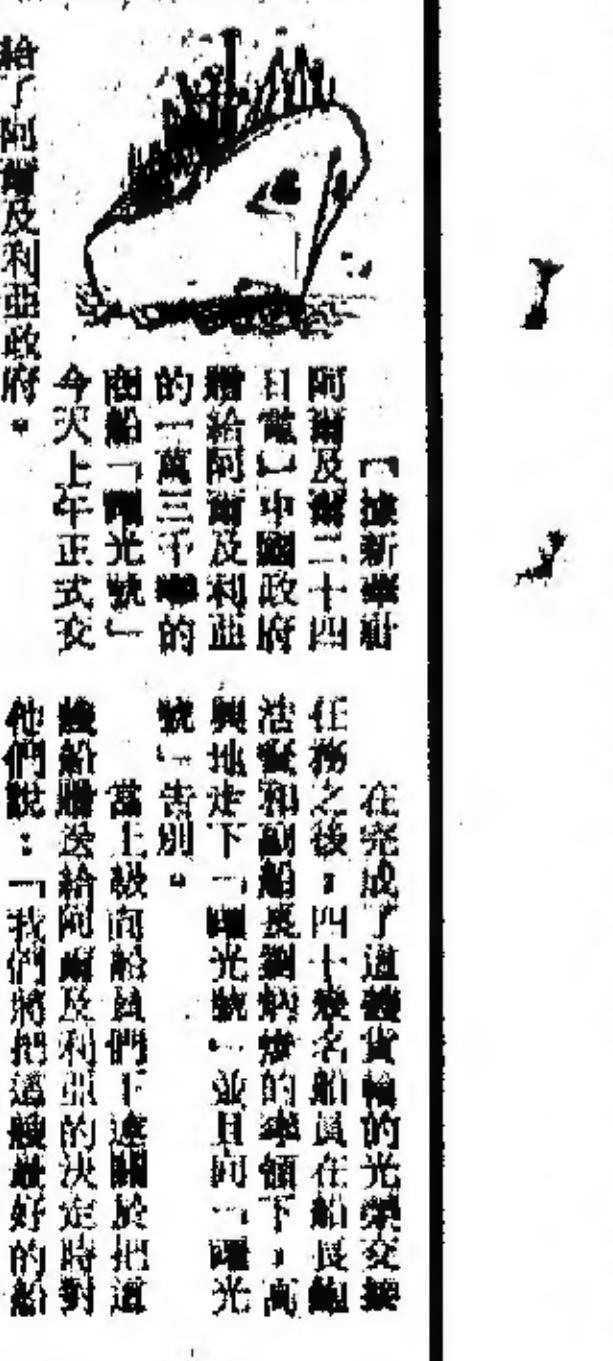 【據新華社
阿爾及爾二十四
日電】中國政府
贈給阿爾及利亞
的一萬三千噸的
商船「曙光號」
今天上午正式交
給了阿爾及利亞政府。
在完成了這艘貨輪的光榮交接
任務之後,四十幾名船員在船長鮑
浩賢和副船長劉炳煥的率領下,高
興地走下「曙光號」並且同「曙光
號」告別。
當上級向船員們下達關於把這
艘船贈送給阿爾及利亞的決定時對
他們說:「我們將把這艘最好的船